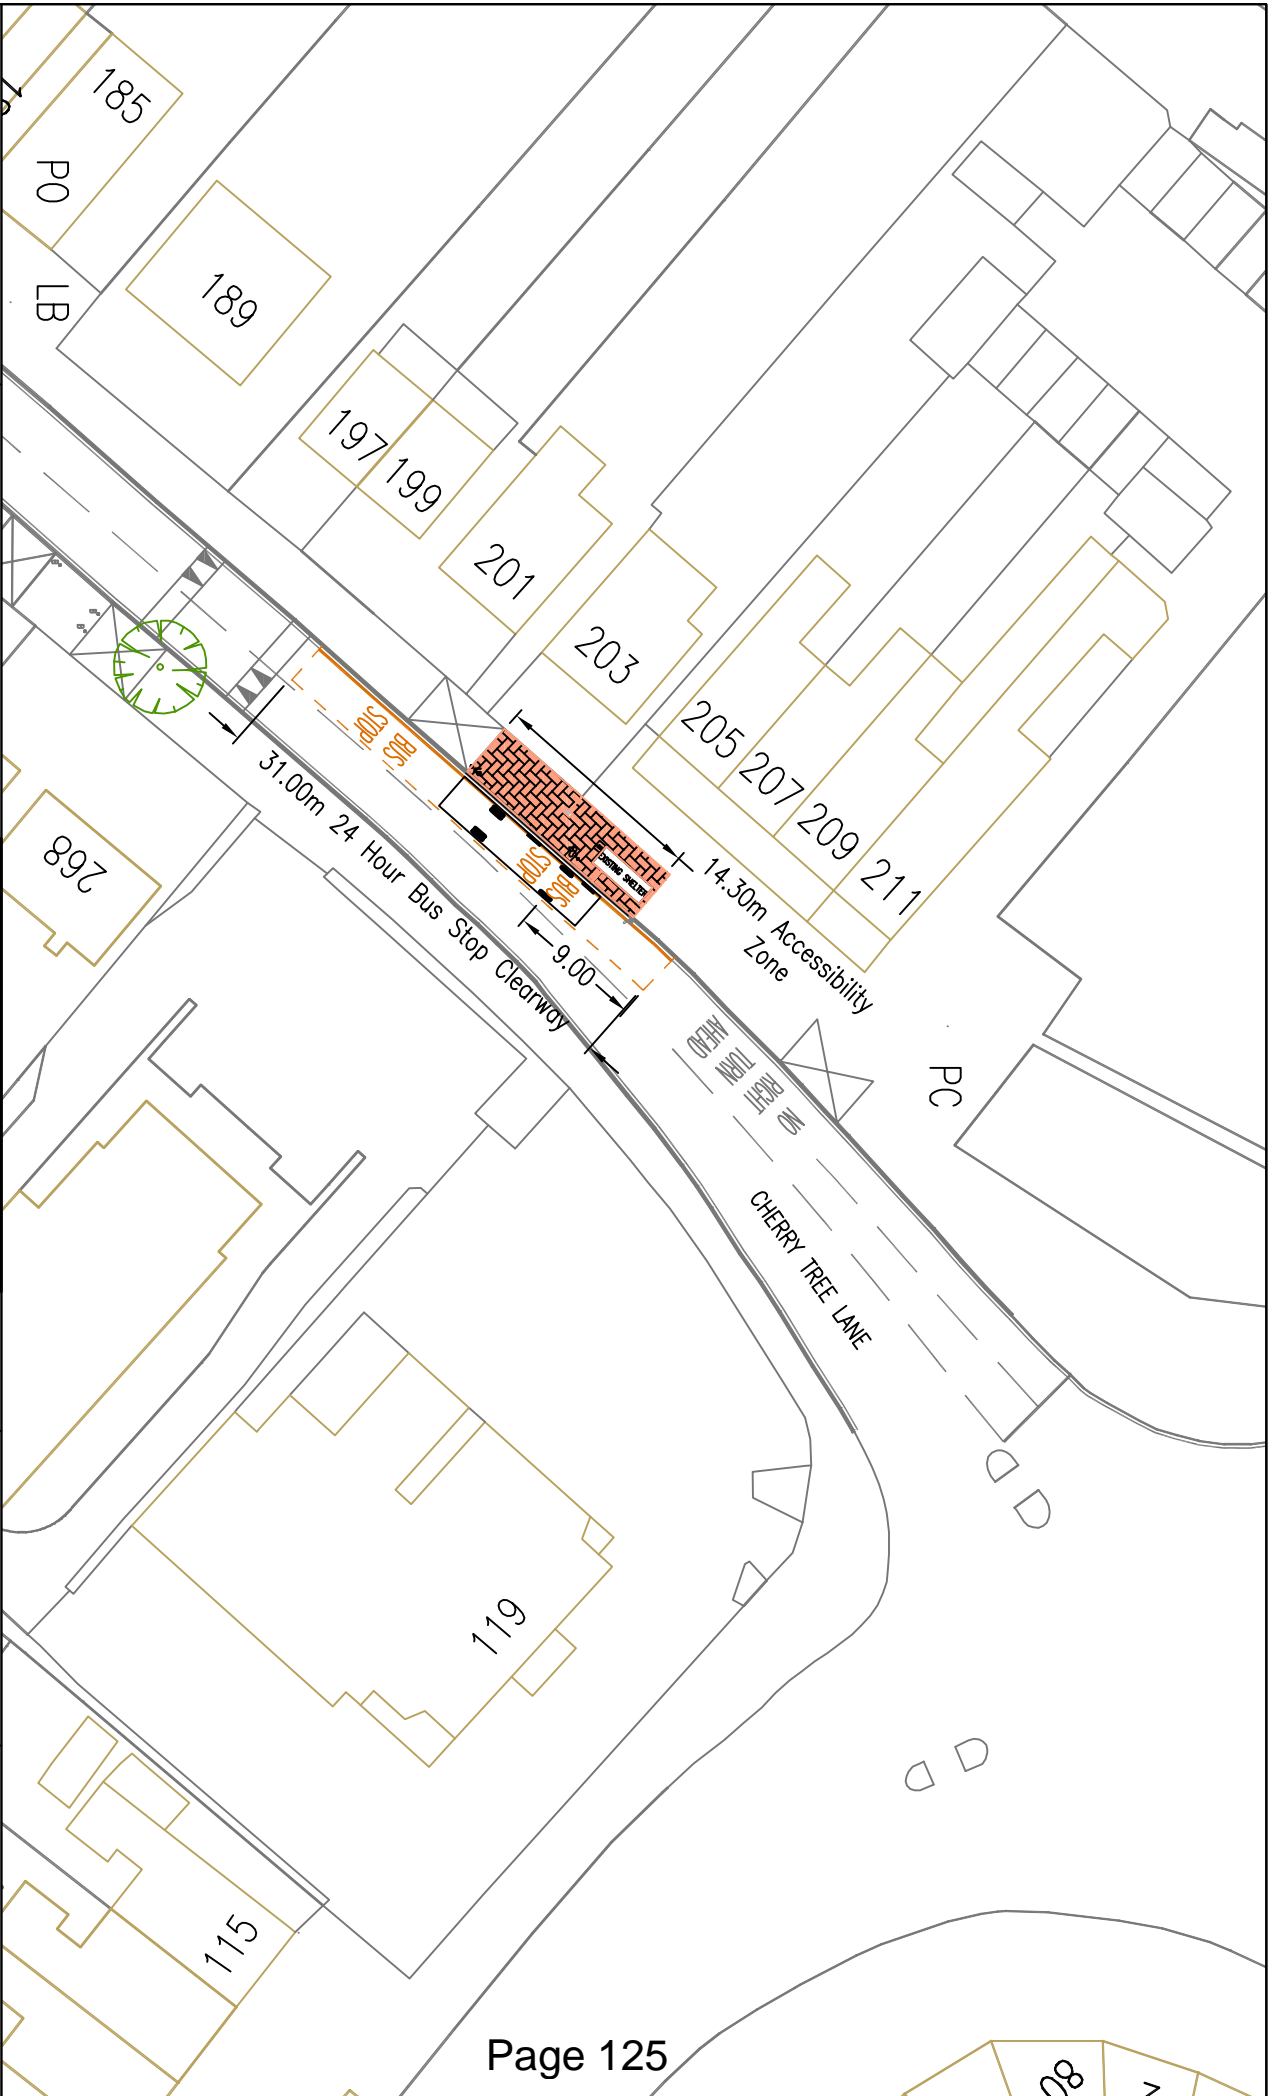 185
PO
LB
189
197
199
201
203
205
207
209
211
BUS
STOP
BUS
STOP
EXISTING SHELTER
31.00m 24 Hour Bus Stop Clearway
14.30m Accessibility
Zone
9.00
268
PC
NO
RIGHT
TURN
AHEAD
CHERRY TREE LANE
119
115
Page 125
80